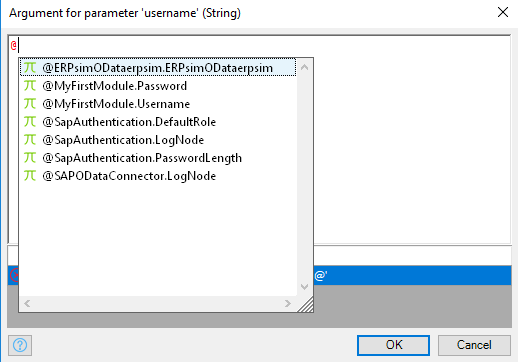 Argument for parameter 'username' (String)
@
π @ERPsimODataerpsim.ERPsimODataerpsim
π @MyFirstModule.Password
π @MyFirstModule.Username
π @SapAuthentication.DefaultRole
π @SapAuthentication.LogNode
π @SapAuthentication.PasswordLength
π @SAPODataConnector.LogNode
@'
? OK Cancel